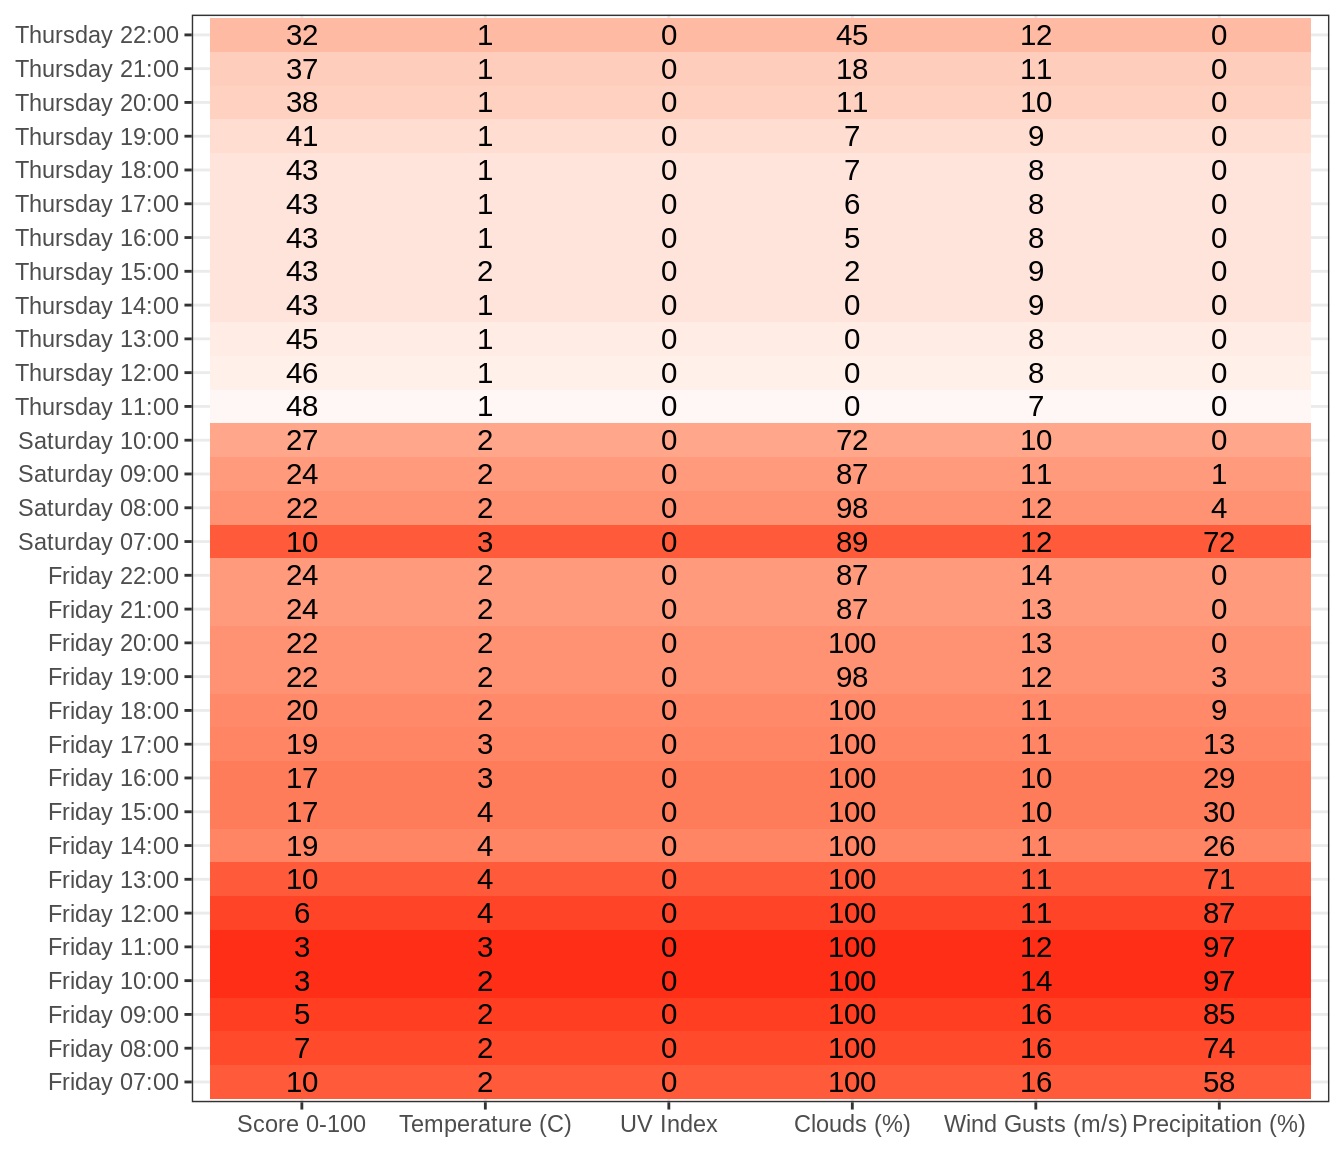 Thursday 22:00 32 1 0 45 12 0
Thursday 21:00 37 1 0 18 11 0
Thursday 20:00 38 1 0 11 10 0
Thursday 19:00 41 1 0 7 9 0
Thursday 18:00 43 1 0 7 8 0
Thursday 17:00 43 1 0 6 8 0
Thursday 16:00 43 1 0 5 8 0
Thursday 15:00 43 2 0 2 9 0
Thursday 14:00 43 1 0 0 9 0
Thursday 13:00 45 1 0 0 8 0
Thursday 12:00 46 1 0 0 8 0
Thursday 11:00 48 1 0 0 7 0
Saturday 10:00 27 2 0 72 10 0
Saturday 09:00 24 2 0 87 11 1
Saturday 08:00 22 2 0 98 12 4
Saturday 07:00 10 3 0 89 12 72
Friday 22:00 24 2 0 87 14 0
Friday 21:00 24 2 0 87 13 0
Friday 20:00 22 2 0 100 13 0
Friday 19:00 22 2 0 98 12 3
Friday 18:00 20 2 0 100 11 9
Friday 17:00 19 3 0 100 11 13
Friday 16:00 17 3 0 100 10 29
Friday 15:00 17 4 0 100 10 30
Friday 14:00 19 4 0 100 11 26
Friday 13:00 10 4 0 100 11 71
Friday 12:00 6 4 0 100 11 87
Friday 11:00 3 3 0 100 12 97
Friday 10:00 3 2 0 100 14 97
Friday 09:00 5 2 0 100 16 85
Friday 08:00 7 2 0 100 16 74
Friday 07:00 10 2 0 100 16 58
Score 0-100 Temperature (C) UV Index Clouds (%) Wind Gusts (m/s) Precipitation (%)